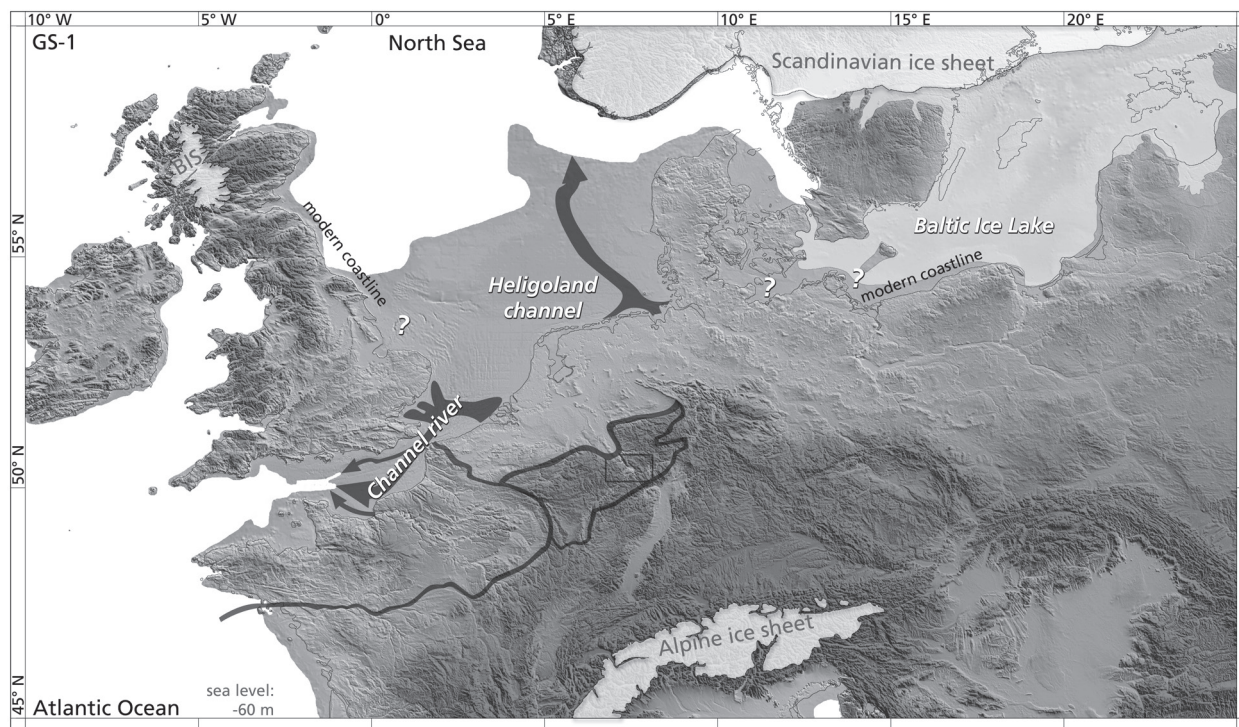 10° W
5° W
0°
5° E
10° E
15° E
20° E
GS-1
North Sea
Scandinavian ice sheet
BIS
modern coastline
55° N
Baltic Ice Lake
modern coastline
Heligoland
channel
?
?
?
Channel river
50° N
Alpine ice sheet
45° N
sea level:
-60 m
Atlantic Ocean